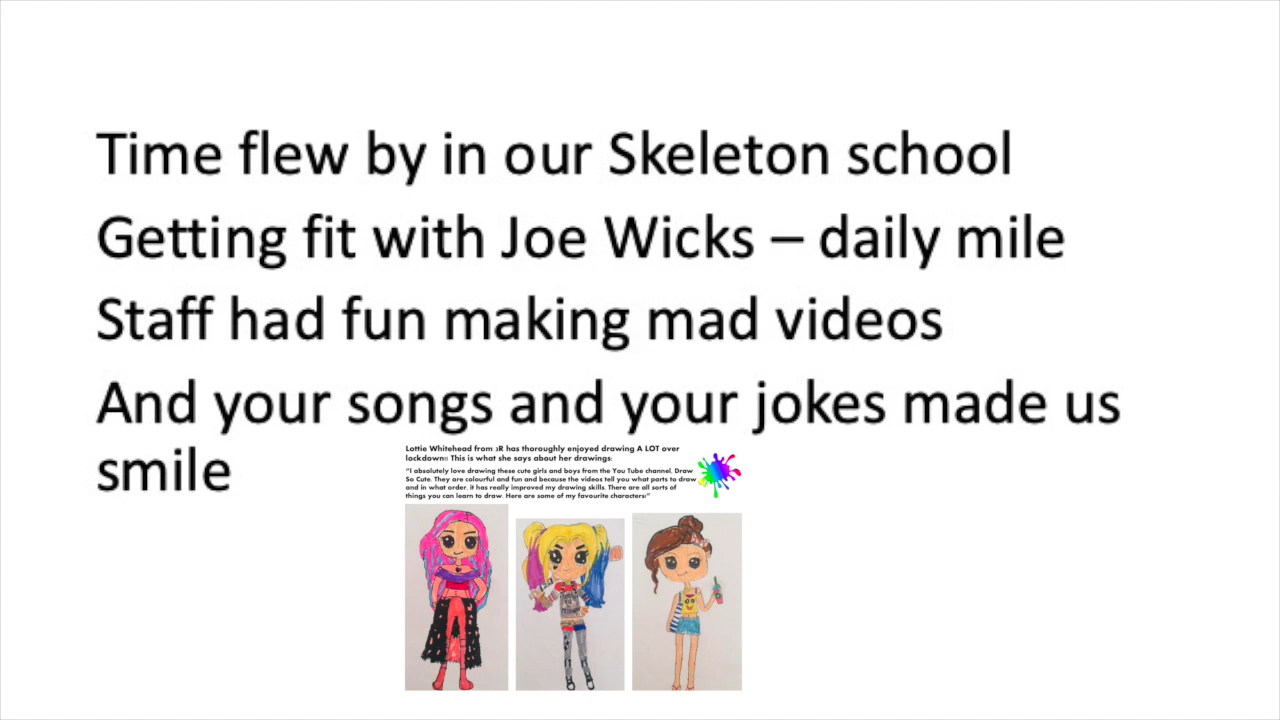 Time flew by in our Skeleton school
Getting fit with Joe Wicks – daily mile
Staff had fun making mad videos
And your songs and your jokes made us
smile
Lottie Whitehead from 3R has thoroughly enjoyed drawing A LOT over
lockdown! This is what she says about her drawings:
"I absolutely love drawing these cute girls and boys from the You Tube channel, Draw
So Cute. They are colourful and fun and because the videos tell you what parts to draw
and in what order, it has really improved my drawing skills. There are all sorts of
things you can learn to draw. Here are some of my favourite characters:"